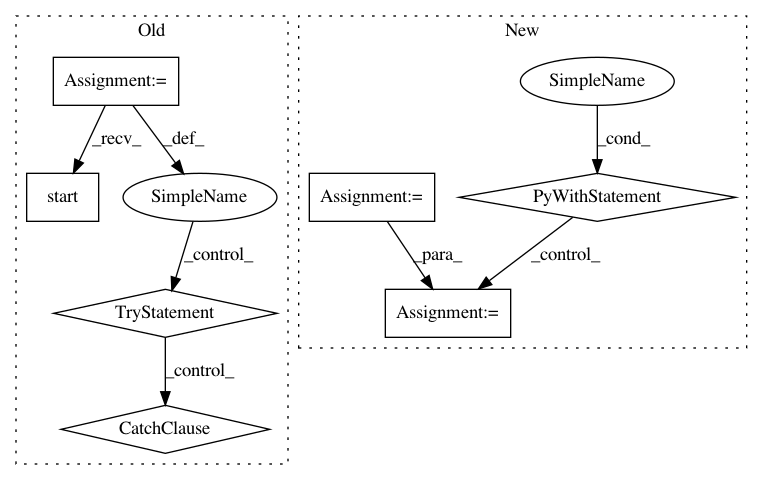 Old
New
Assignment:=
SimpleName
_recv_
_def_
_cond_
start
SimpleName
Assignment:=
PyWithStatement
_control_
_para_
_control_
TryStatement
Assignment:=
_control_
CatchClause